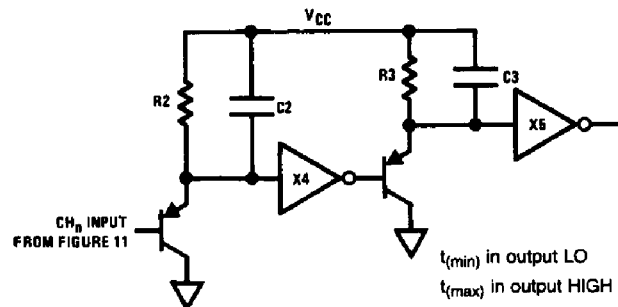 VCC
R2
C2
R3
C3
X4
X5
CHn INPUT
FROM FIGURE 11
t(min) in output LO
t(max) in output HIGH